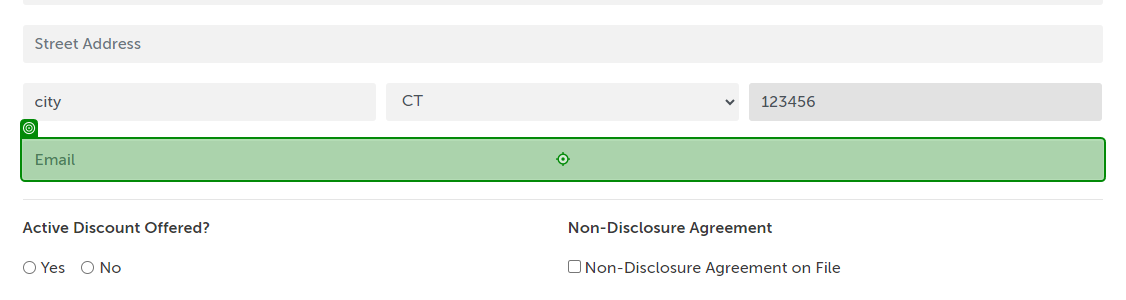 Street Address
city CT 123456
Email
Active Discount Offered? Non-Disclosure Agreement
Yes No Non-Disclosure Agreement on File